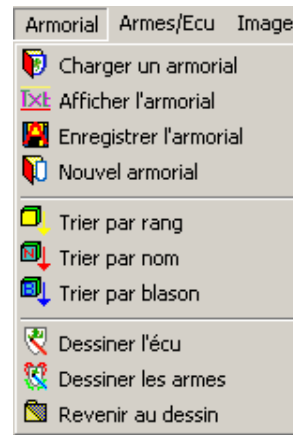 Armorial Armes/Ecu Image
Charger un armorial
Txt Afficher l'armorial
Enregistrer l'armorial
Nouvel armorial
Trier par rang
N Trier par nom
B Trier par blason
Dessiner l'écu
Dessiner les armes
Revenir au dessin